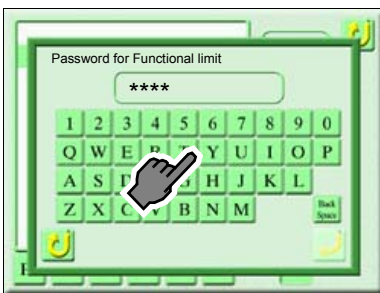 Password for Functional limit
****
1 2 3 4 5 6 7 8 9 0
Q W E R T Y U I O P
A S D G H J K L
Z X C V B N M Back Space